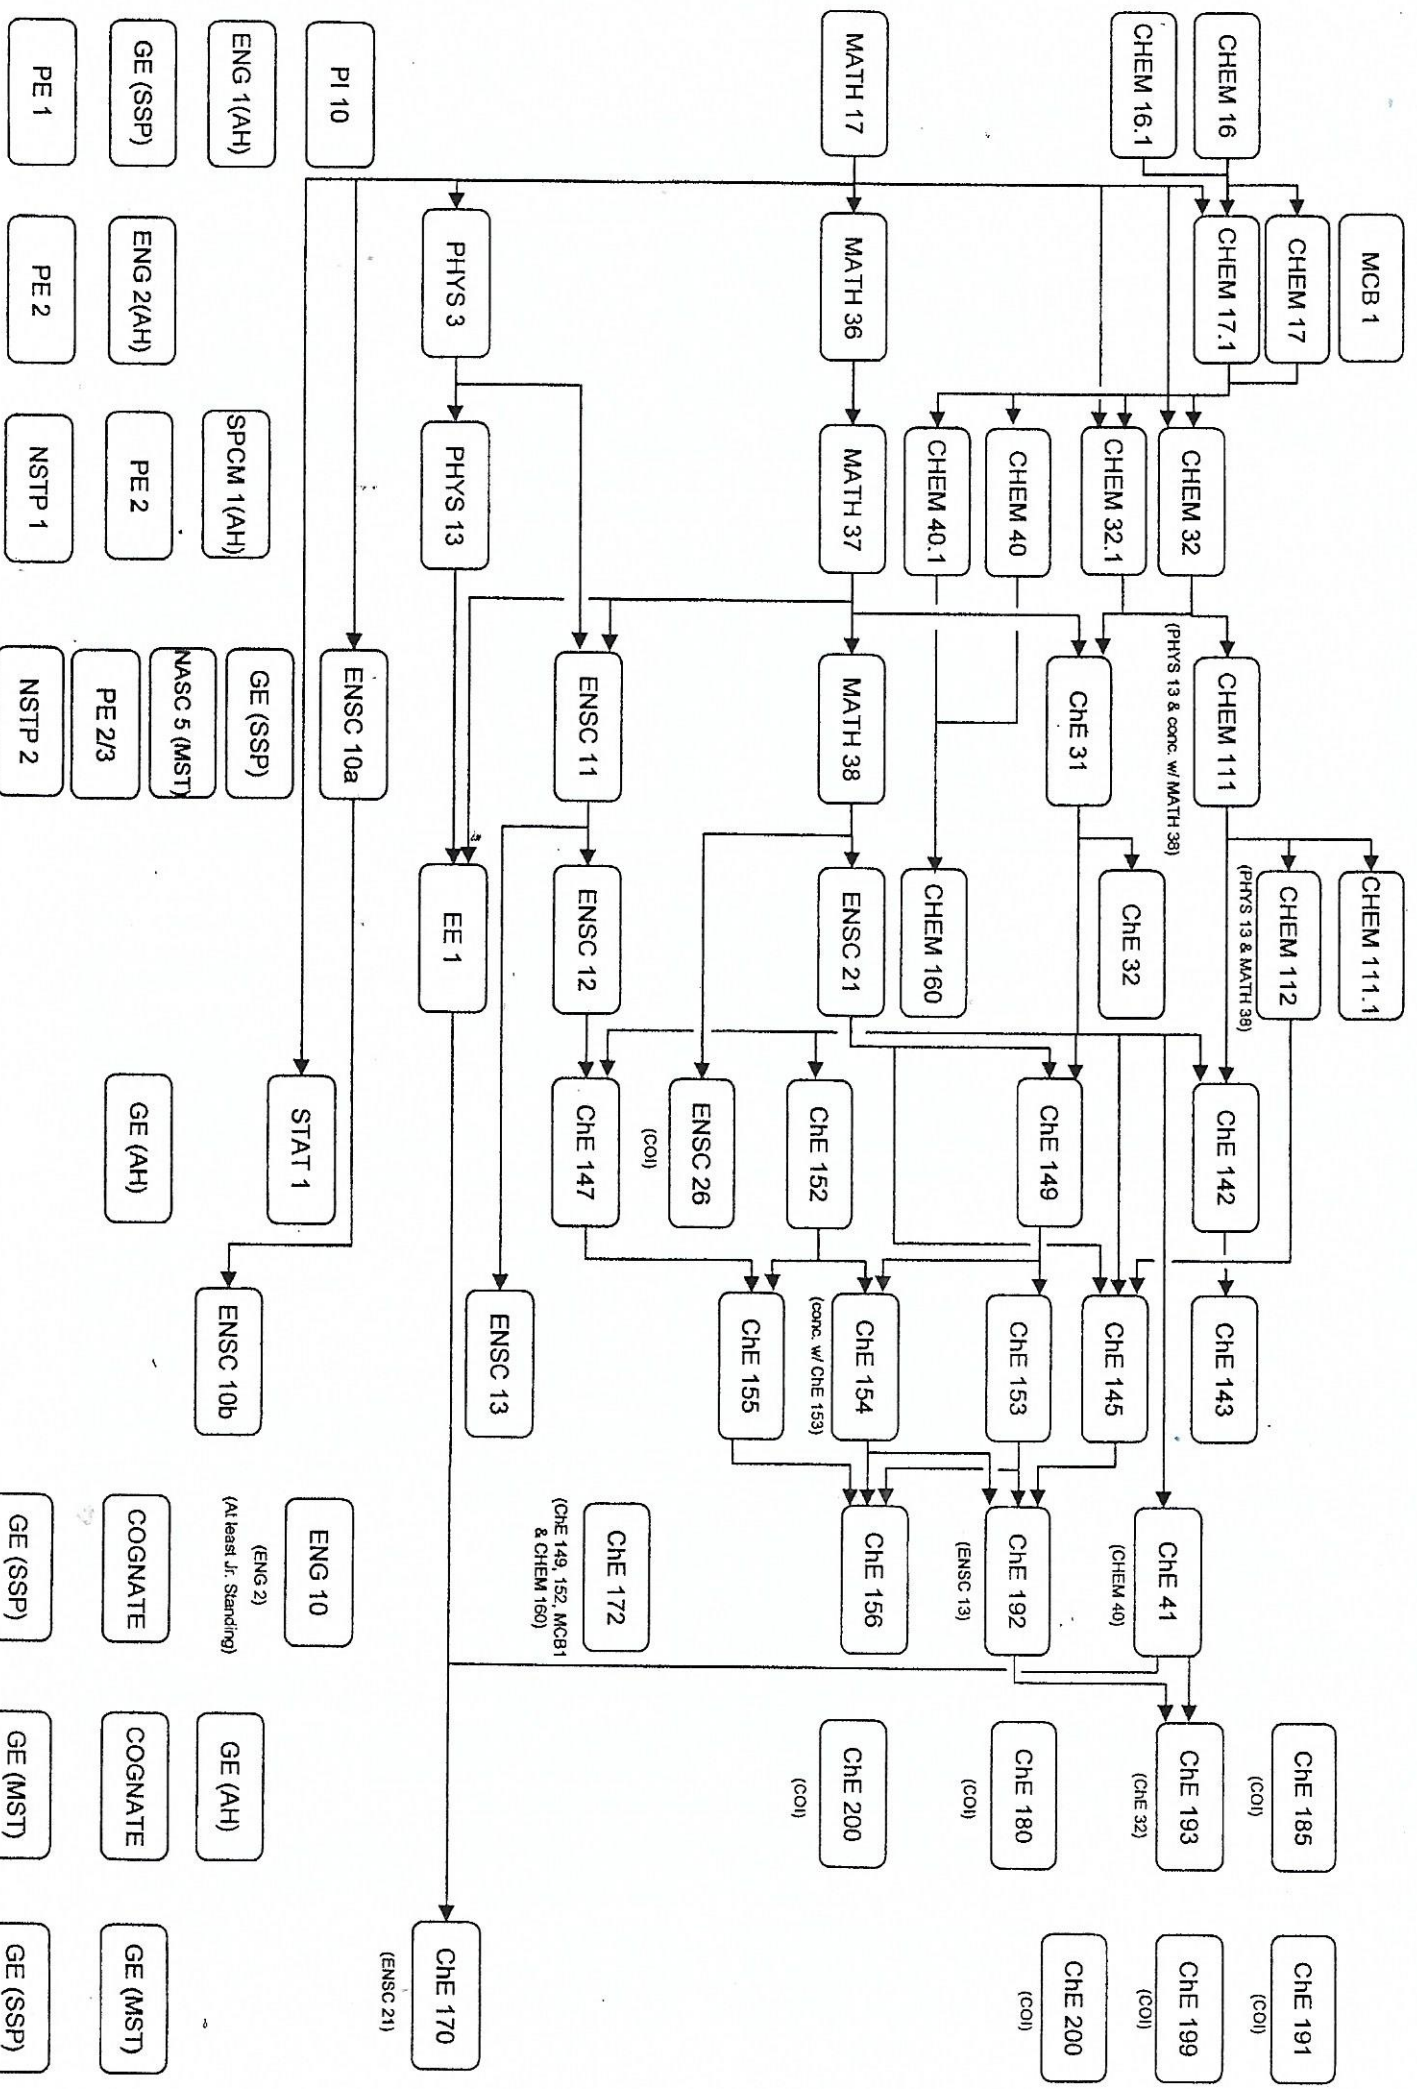 MCB 1
CHEM 16
CHEM 16.1
MATH 17
PI 10
ENG 1(AH)
GE (SSP)
PE 1
CHEM 17
CHEM 17.1
MATH 36
PHYS 3
ENG 2(AH)
PE 2
CHEM 32
CHEM 32.1
CHEM 40
CHEM 40.1
MATH 37
PHYS 13
SPCM 1(AH)
PE 2
NSTP 1
CHEM 111
(PHYS 13 & conc. w/ MATH 38)
ChE 31
MATH 38
ENSC 11
ENSC 10a
GE (SSP)
NASC 5 (MST)
PE 2/3
NSTP 2
CHEM 111.1
CHEM 112
(PHYS 13 & MATH 38)
ChE 32
CHEM 160
ENSC 21
ENSC 12
EE 1
ChE 142
ChE 149
ChE 152
ENSC 26
(COI)
ChE 147
STAT 1
GE (AH)
ChE 143
ChE 145
ChE 153
ChE 154
(conc. w/ ChE 153)
ChE 155
ENSC 13
ENSC 10b
ChE 41
(CHEM 40)
ChE 192
(ENSC 13)
ChE 156
ChE 172
(ChE 149, 152, MCB1
& CHEM 160)
ENG 10
(ENG 2)
(At least Jr. Standing)
COGNATE
GE (SSP)
ChE 185
(COI)
ChE 193
(ChE 32)
ChE 180
(COI)
ChE 200
(COI)
GE (AH)
COGNATE
GE (MST)
ChE 191
(COI)
ChE 199
(COI)
ChE 200
(COI)
ChE 170
(ENSC 21)
GE (MST)
GE (SSP)